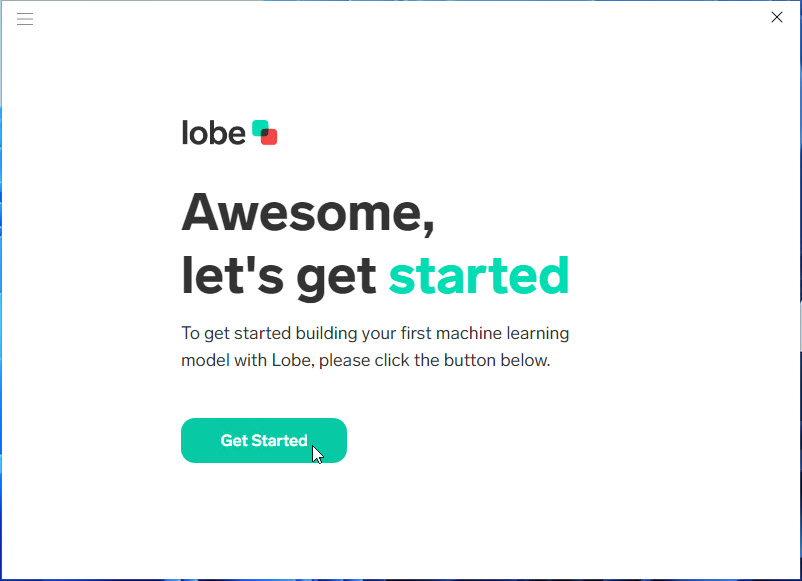 lobe
Awesome,
let's get started
To get started building your first machine learning
model with Lobe, please click the button below.
Get Started